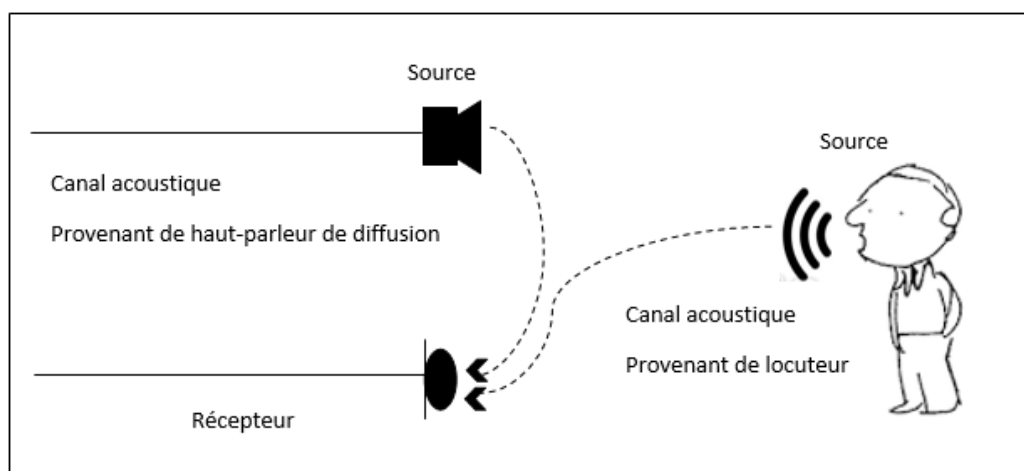 Source
Source
Canal acoustique
Provenant de haut-parleur de diffusion
Canal acoustique
Provenant de locuteur
Récepteur